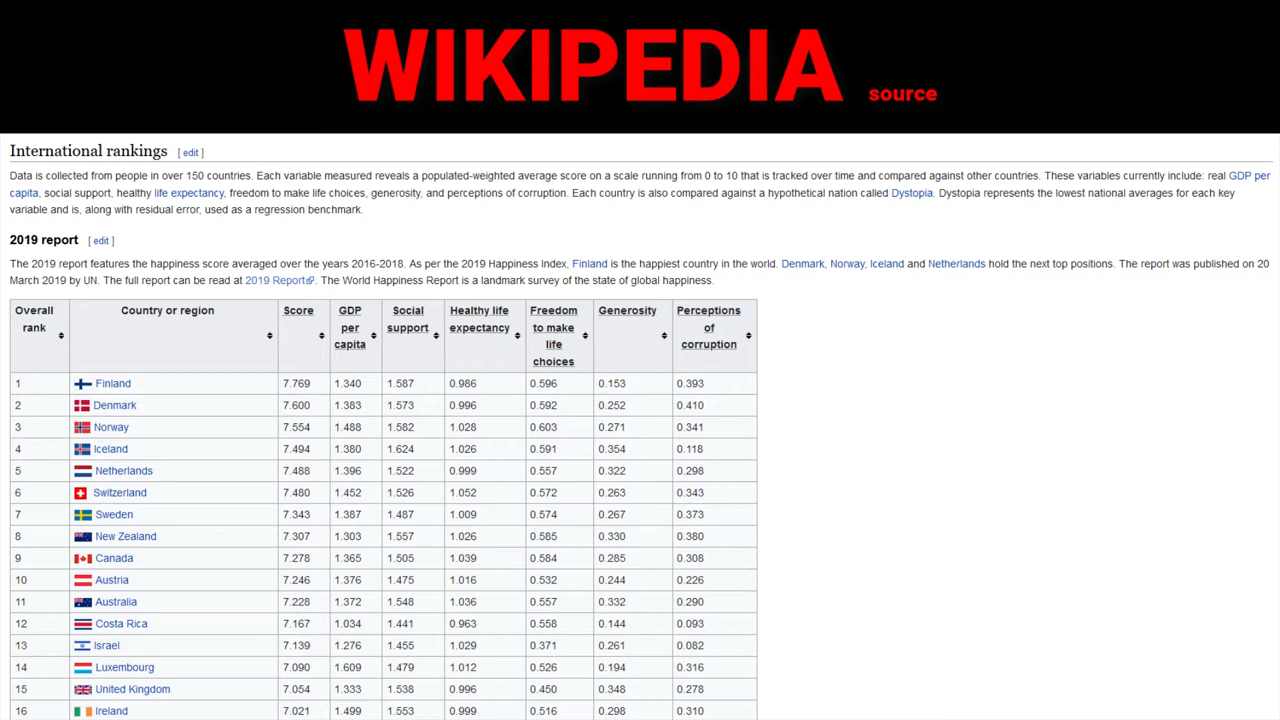 WIKIPEDIA source
International rankings [ edit ]
Data is collected from people in over 150 countries. Each variable measured reveals a populated-weighted average score on a scale running from 0 to 10 that is tracked over time and compared against other countries. These variables currently include: real GDP per
capita, social support, healthy life expectancy, freedom to make life choices, generosity, and perceptions of corruption. Each country is also compared against a hypothetical nation called Dystopia. Dystopia represents the lowest national averages for each key
variable and is, along with residual error, used as a regression benchmark.
2019 report [ edit ]
The 2019 report features the happiness score averaged over the years 2016-2018. As per the 2019 Happiness Index, Finland is the happiest country in the world. Denmark, Norway, Iceland and Netherlands hold the next top positions. The report was published on 20
March 2019 by UN. The full report can be read at 2019 Report. The World Happiness Report is a landmark survey of the state of global happiness.
Overall rank Country or region Score GDP per capita Social support Healthy life expectancy Freedom to make life choices Generosity Perceptions of corruption
1 Finland 7.769 1.340 1.587 0.986 0.596 0.153 0.393
2 Denmark 7.600 1.383 1.573 0.996 0.592 0.252 0.410
3 Norway 7.554 1.488 1.582 1.028 0.603 0.271 0.341
4 Iceland 7.494 1.380 1.624 1.026 0.591 0.354 0.118
5 Netherlands 7.488 1.396 1.522 0.999 0.557 0.322 0.298
6 Switzerland 7.480 1.452 1.526 1.052 0.572 0.263 0.343
7 Sweden 7.343 1.387 1.487 1.009 0.574 0.267 0.373
8 New Zealand 7.307 1.303 1.557 1.026 0.585 0.330 0.380
9 Canada 7.278 1.365 1.505 1.039 0.584 0.285 0.308
10 Austria 7.246 1.376 1.475 1.016 0.532 0.244 0.226
11 Australia 7.228 1.372 1.548 1.036 0.557 0.332 0.290
12 Costa Rica 7.167 1.034 1.441 0.963 0.558 0.144 0.093
13 Israel 7.139 1.276 1.455 1.029 0.371 0.261 0.082
14 Luxembourg 7.090 1.609 1.479 1.012 0.526 0.194 0.316
15 United Kingdom 7.054 1.333 1.538 0.996 0.450 0.348 0.278
16 Ireland 7.021 1.499 1.553 0.999 0.516 0.298 0.310